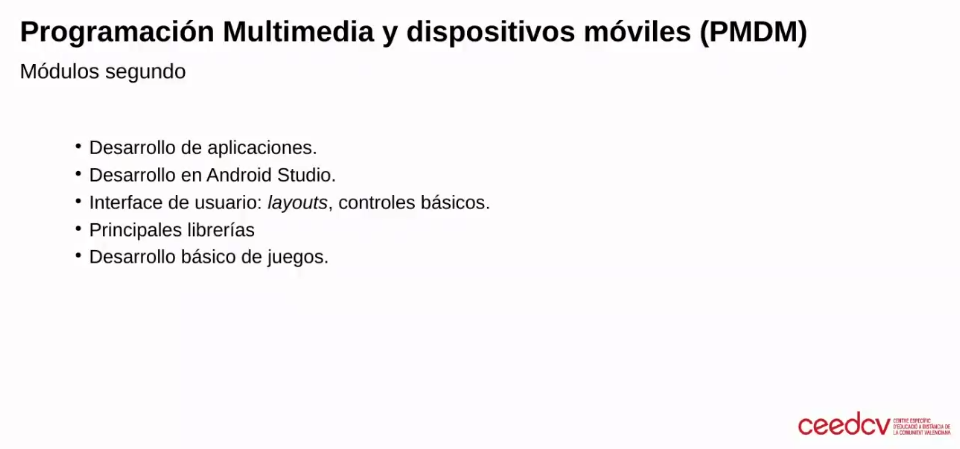 Programación Multimedia y dispositivos móviles (PMDM)
Módulos segundo
• Desarrollo de aplicaciones.
• Desarrollo en Android Studio.
• Interface de usuario: layouts, controles básicos.
• Principales librerías
• Desarrollo básico de juegos.
ceedcv
CENTRE ESPECÍFIC
D'EDUCACIÓ A DISTÀNCIA DE
LA COMUNITAT VALENCIANA